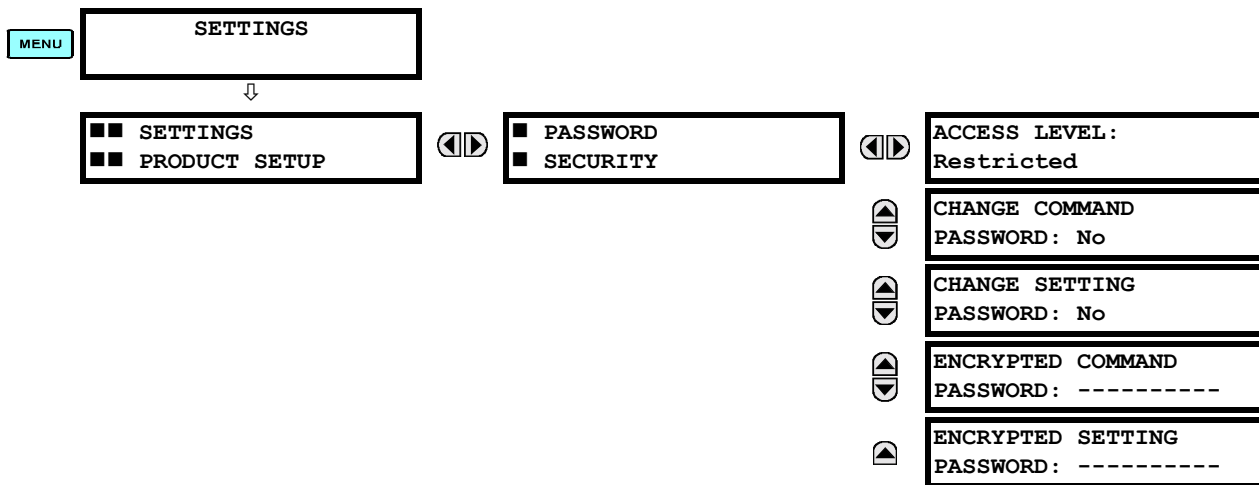 MENU
SETTINGS
■■ SETTINGS
■■ PRODUCT SETUP
■ PASSWORD
■ SECURITY
ACCESS LEVEL:
Restricted
CHANGE COMMAND
PASSWORD: No
CHANGE SETTING
PASSWORD: No
ENCRYPTED COMMAND
PASSWORD: ----------
ENCRYPTED SETTING
PASSWORD: ----------